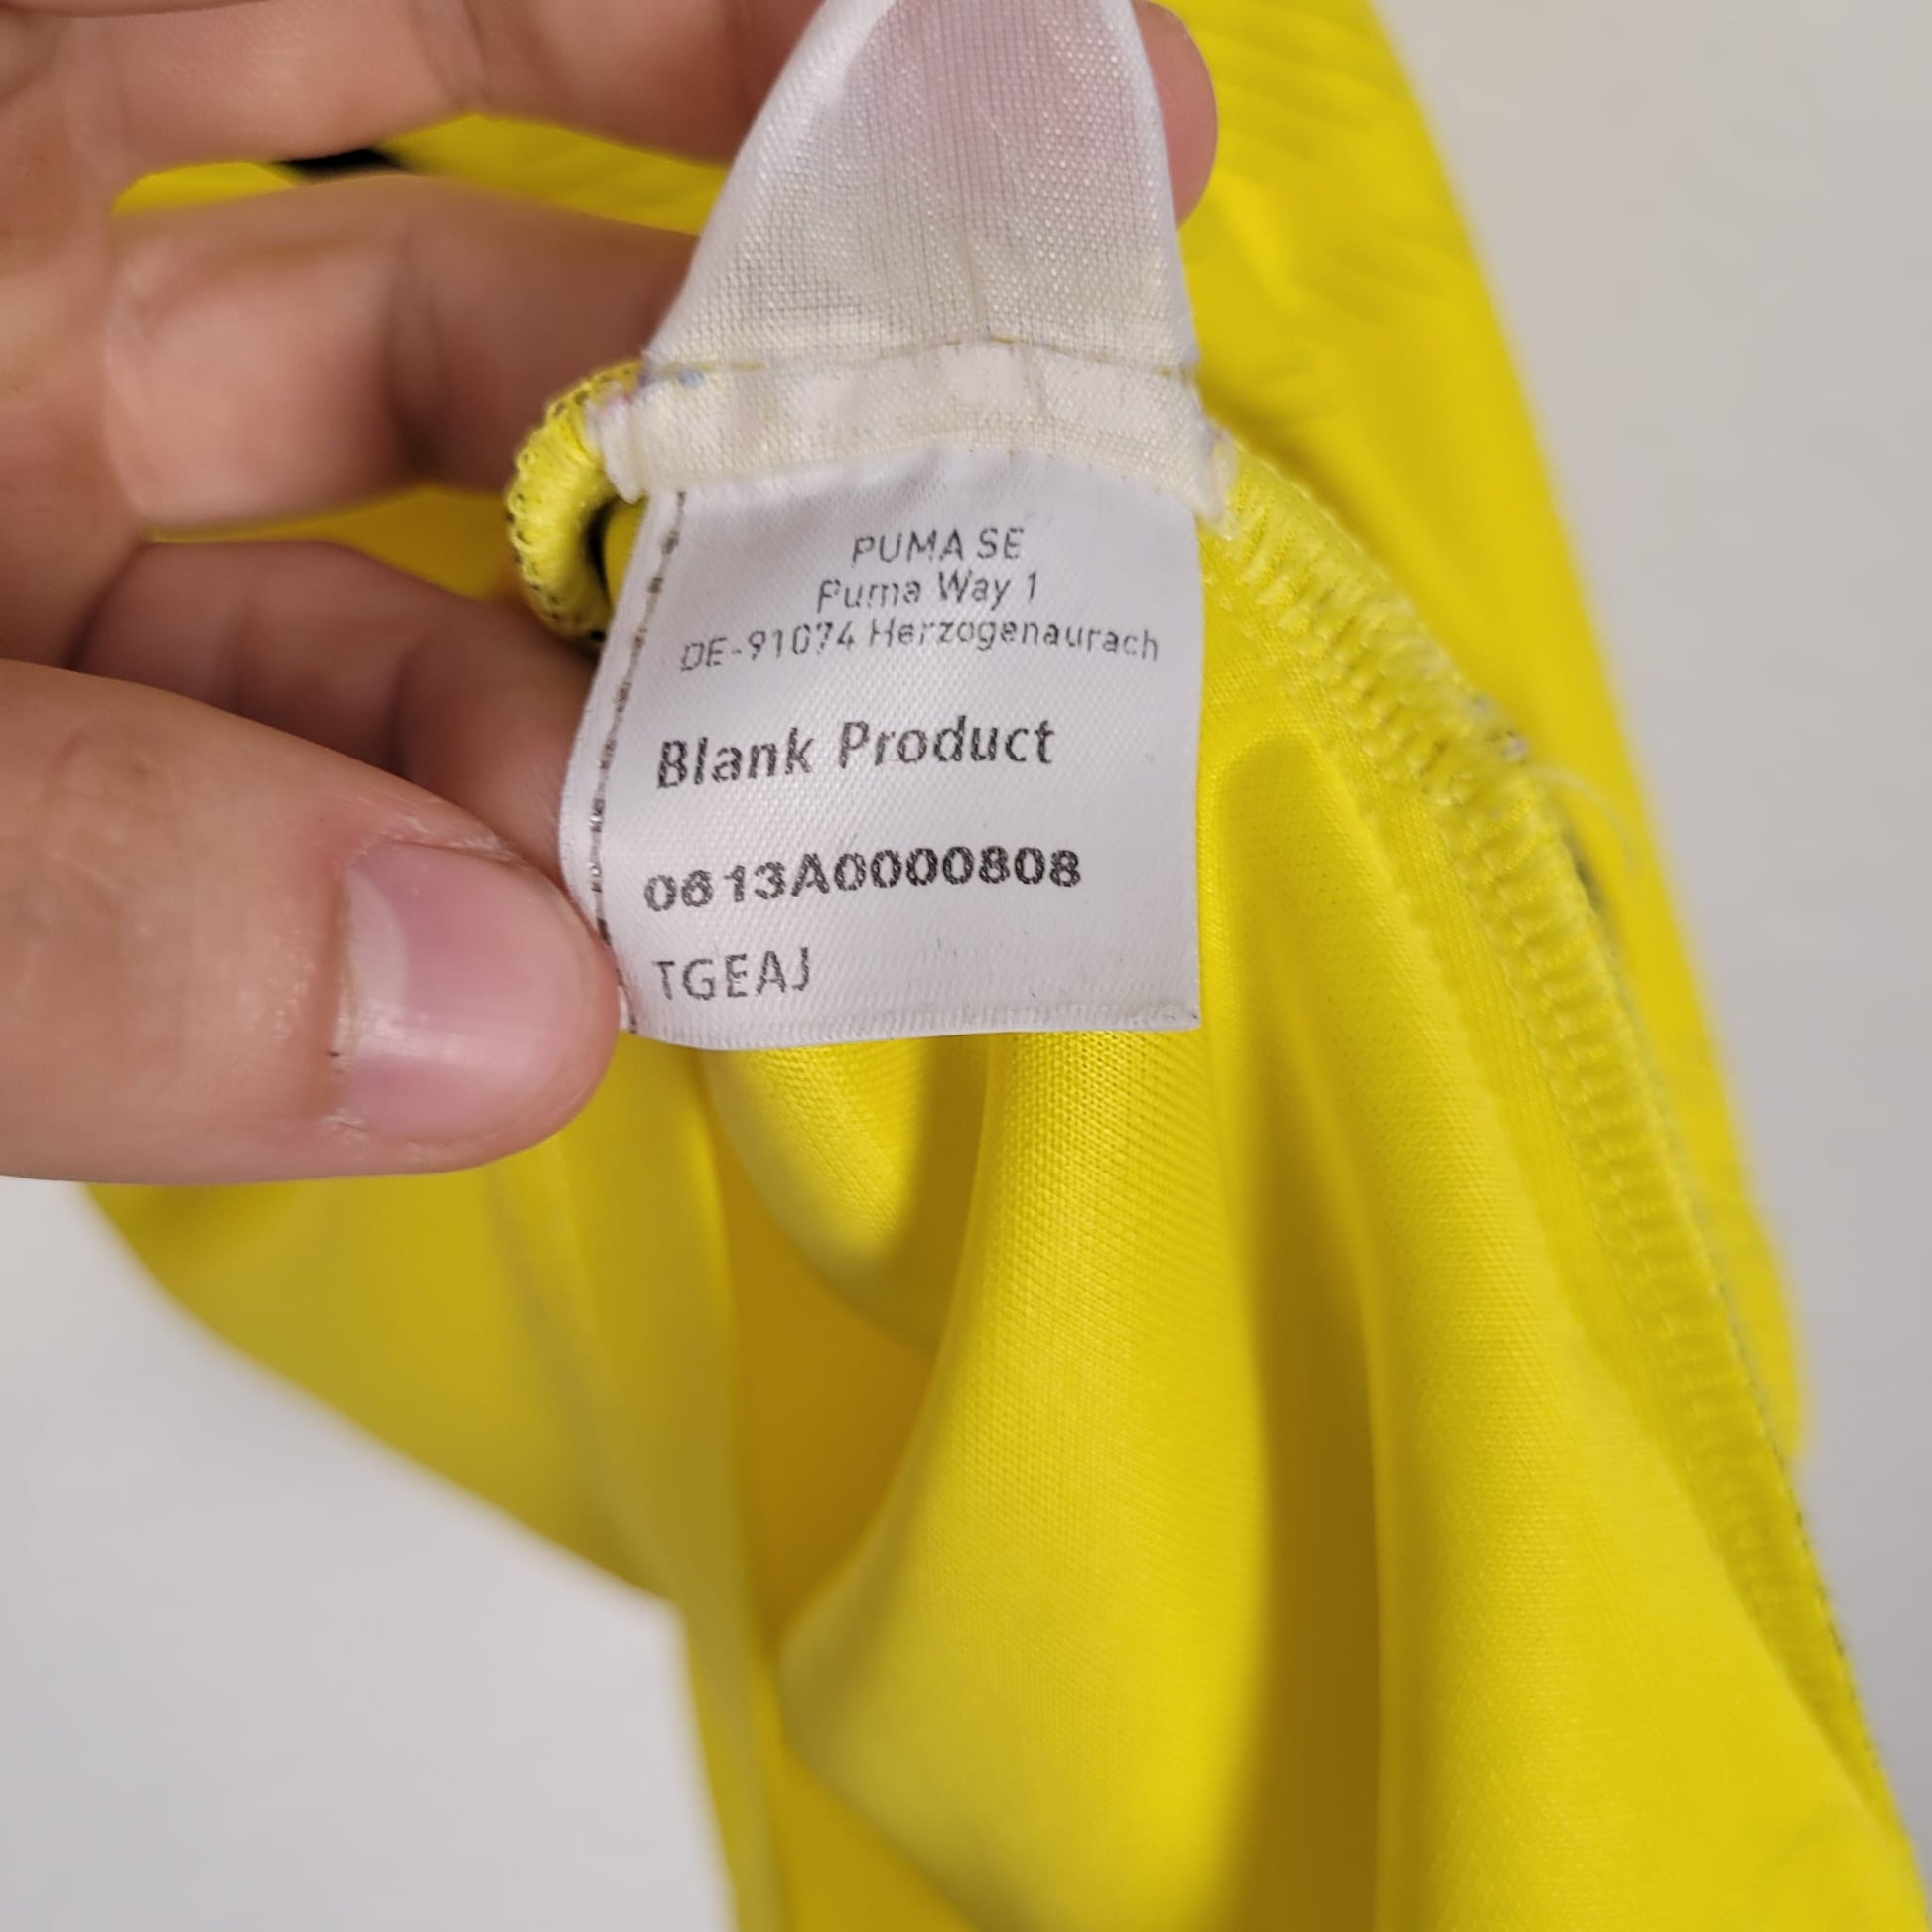 PUMA SE
Puma Way 1
DE-91074 Herzogenaurach
Blank Product
0613A0000808
TGEAJ